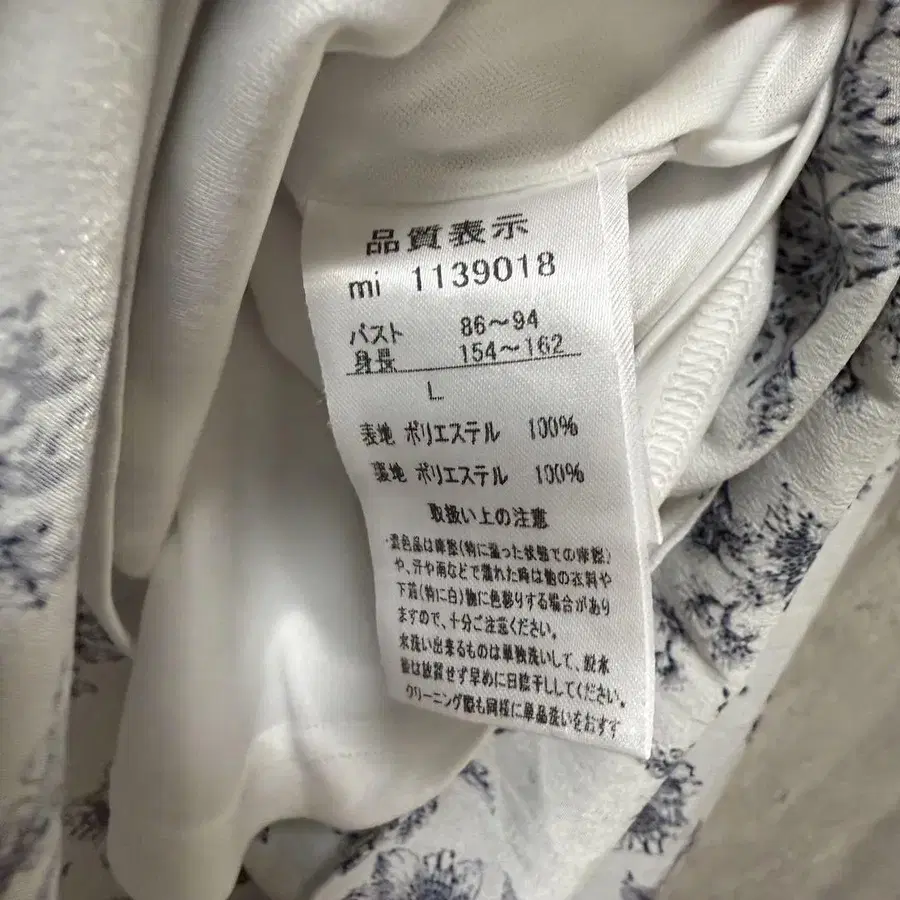 品質表示
mi 1139018
バスト 86～94
身長 154～162
L
表地 ポリエステル 100%
裏地 ポリエステル 100%
取扱い上の注意
・濃色品は摩擦(特に湿った状態での摩擦)
や、汗や雨などで濡れた時は他の衣料や
下着(特に白)物に色移りする場合があり
ますので、十分ご注意ください。
水洗い出来るものは単独洗いして、脱水
後は放置せず早めに日陰干ししてください。
クリーニング際も同様に単品洗いをおすす